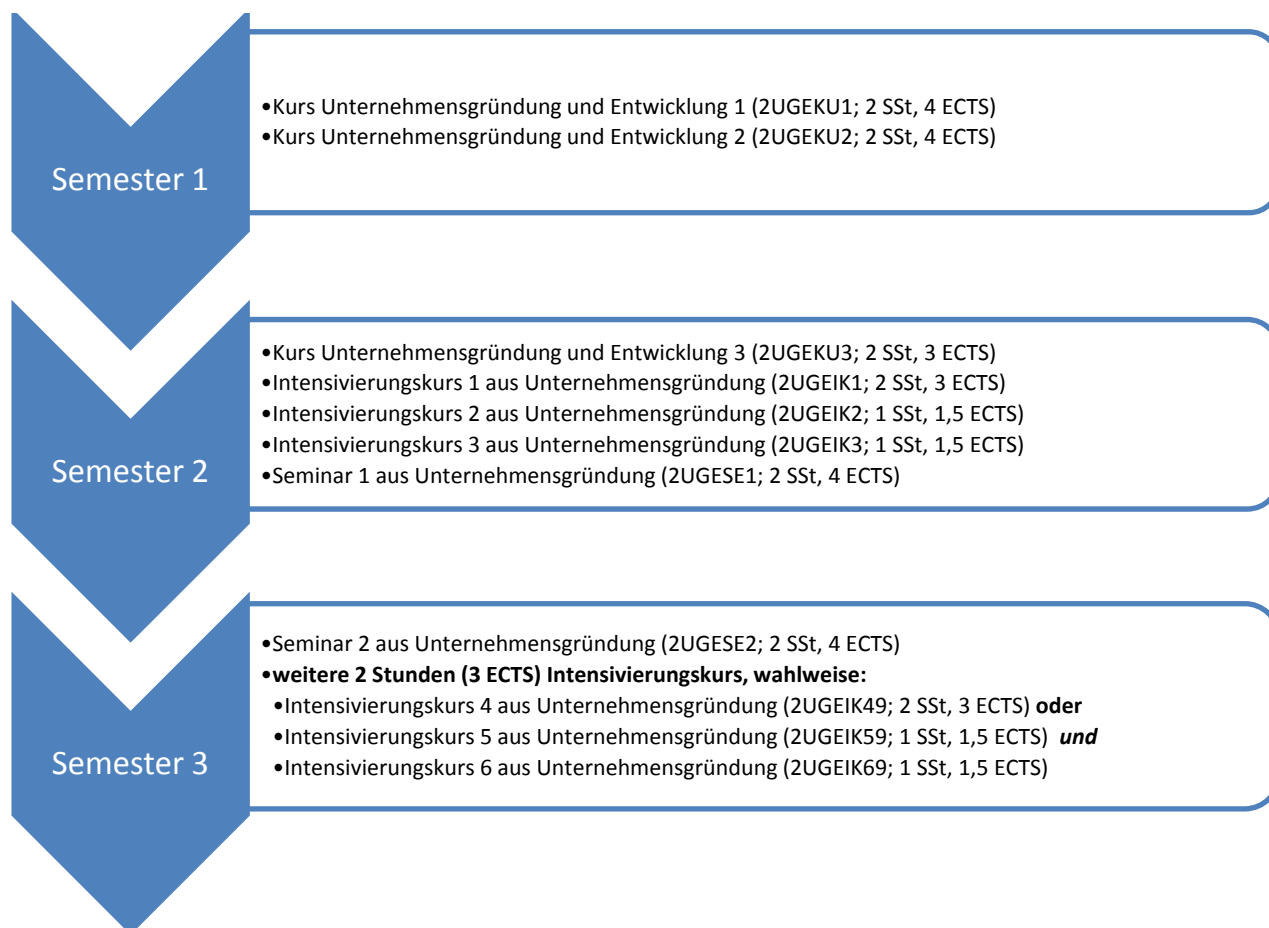 Semester 1
•Kurs Unternehmensgründung und Entwicklung 1 (2UGEKU1; 2 SSt, 4 ECTS)
•Kurs Unternehmensgründung und Entwicklung 2 (2UGEKU2; 2 SSt, 4 ECTS)
Semester 2
•Kurs Unternehmensgründung und Entwicklung 3 (2UGEKU3; 2 SSt, 3 ECTS)
•Intensivierungskurs 1 aus Unternehmensgründung (2UGEIK1; 2 SSt, 3 ECTS)
•Intensivierungskurs 2 aus Unternehmensgründung (2UGEIK2; 1 SSt, 1,5 ECTS)
•Intensivierungskurs 3 aus Unternehmensgründung (2UGEIK3; 1 SSt, 1,5 ECTS)
•Seminar 1 aus Unternehmensgründung (2UGESE1; 2 SSt, 4 ECTS)
Semester 3
•Seminar 2 aus Unternehmensgründung (2UGESE2; 2 SSt, 4 ECTS)
•weitere 2 Stunden (3 ECTS) Intensivierungskurs, wahlweise:
•Intensivierungskurs 4 aus Unternehmensgründung (2UGEIK49; 2 SSt, 3 ECTS) oder
•Intensivierungskurs 5 aus Unternehmensgründung (2UGEIK59; 1 SSt, 1,5 ECTS) und
•Intensivierungskurs 6 aus Unternehmensgründung (2UGEIK69; 1 SSt, 1,5 ECTS)